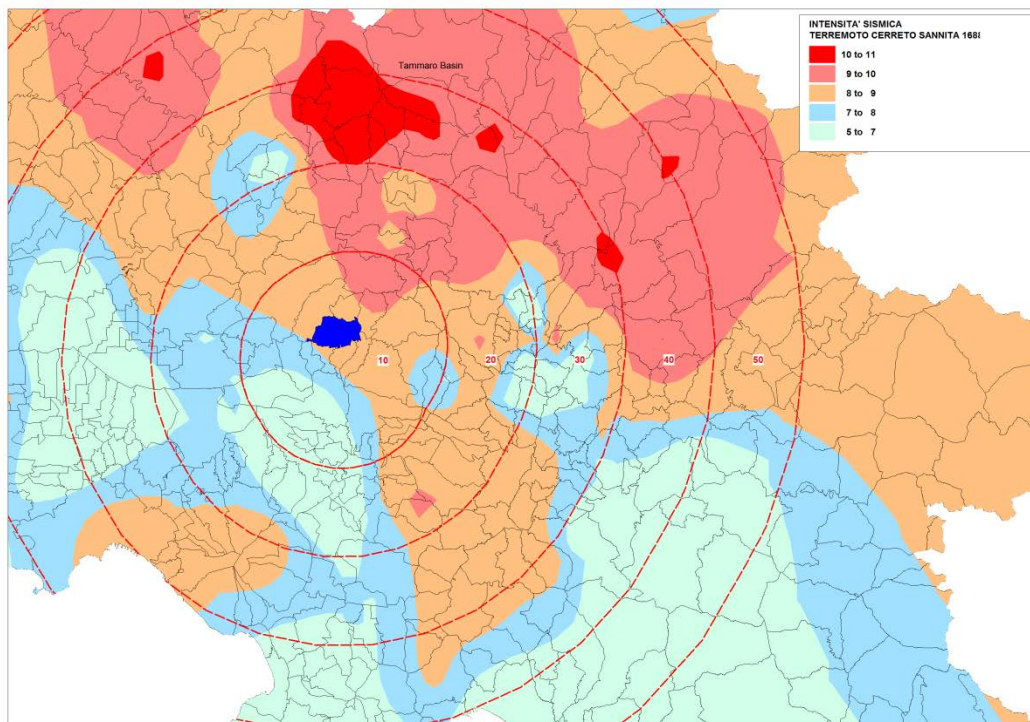 INTENSITA' SISMICA
TERREMOTO CERRETO SANNITA 1688
10 to 11
9 to 10
8 to 9
7 to 8
5 to 7
Tammaro Basin
10
20
30
40
50